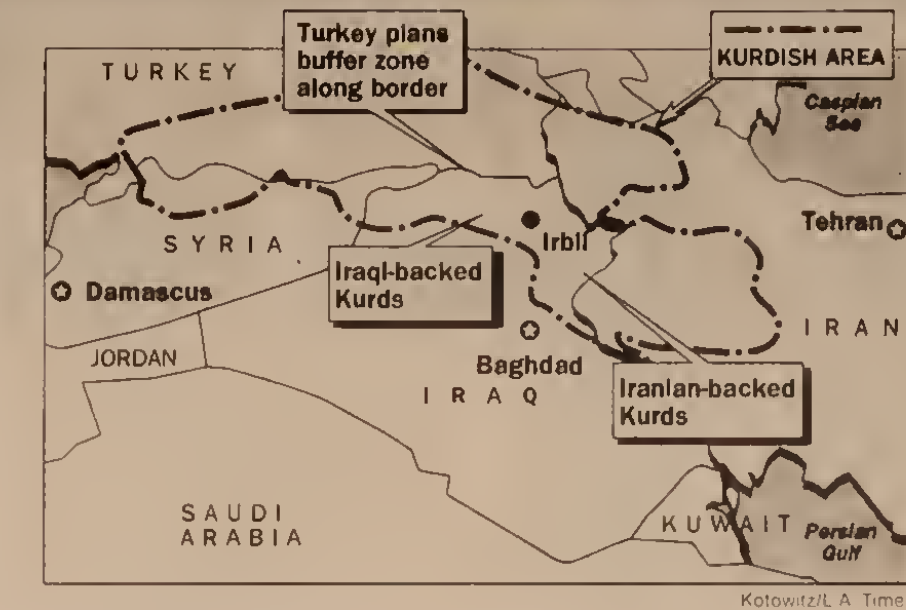 Turkey plans
buffer zone
along border
KURDISH AREA
TURKEY
Caspian
Sea
Tehran
Irbil
SYRIA
Iraqi-backed
Kurds
Damascus
IRAN
JORDAN
Baghdad
IRAQ
Iranian-backed
Kurds
SAUDI
ARABIA
KUWAIT
Persian
Gulf
Kotowitz/L A Time